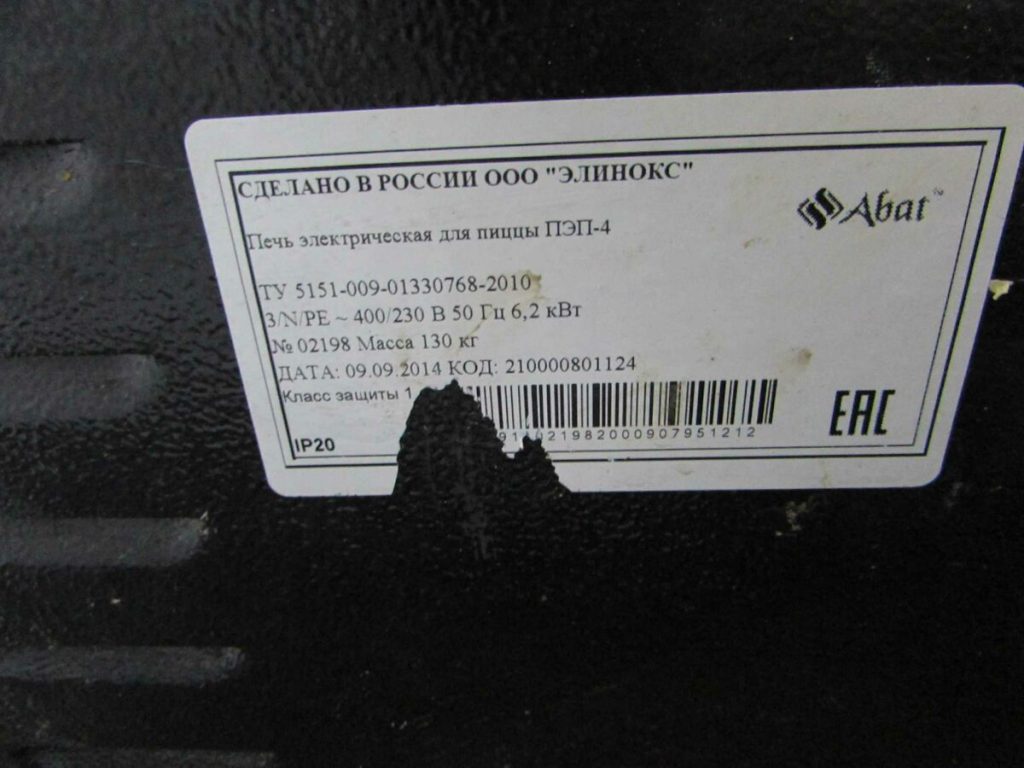 СДЕЛАНО В РОССИИ ООО "ЭЛИНОКС"
Abat™
Печь электрическая для пиццы ПЭП-4
ТУ 5151-009-01330768-2010
3/N/PE ~ 400/230 В 50 Гц 6,2 кВт
№ 02198 Масса 130 кг
ДАТА: 09.09.2014 КОД: 210000801124
Класс защиты 1
IP20
EAC